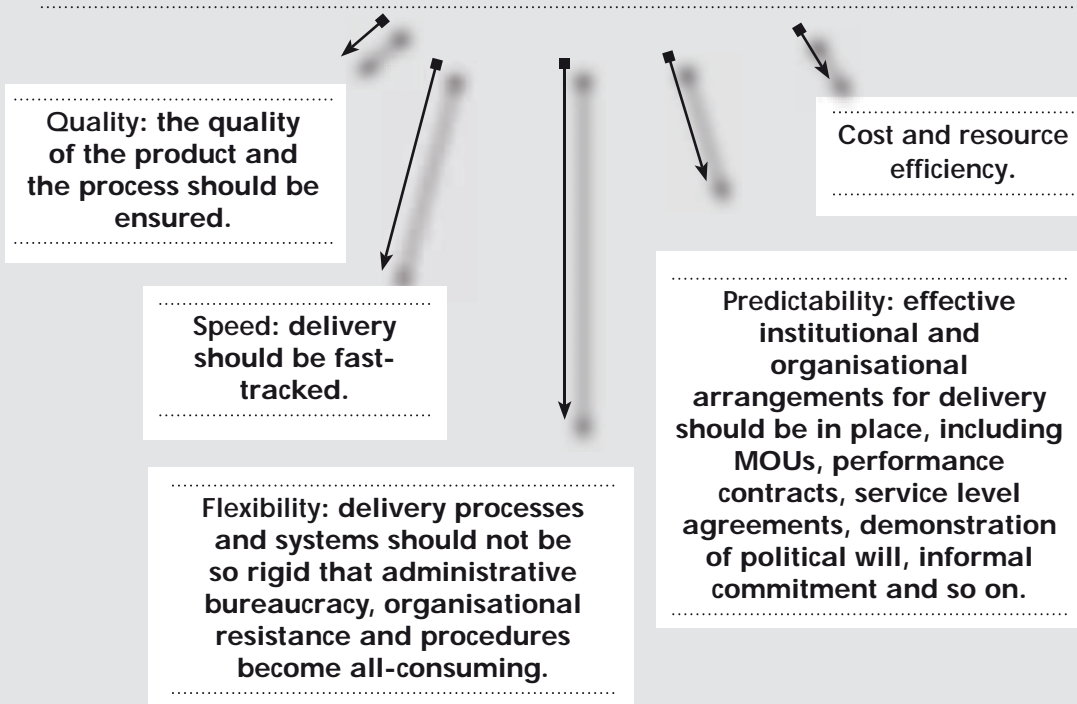 Quality: the quality
of the product and
the process should be
ensured.
Speed: delivery
should be fast-
tracked.
Flexibility: delivery processes
and systems should not be
so rigid that administrative
bureaucracy, organisational
resistance and procedures
become all-consuming.
Predictability: effective
institutional and
organisational
arrangements for delivery
should be in place, including
MOUs, performance
contracts, service level
agreements, demonstration
of political will, informal
commitment and so on.
Cost and resource
efficiency.